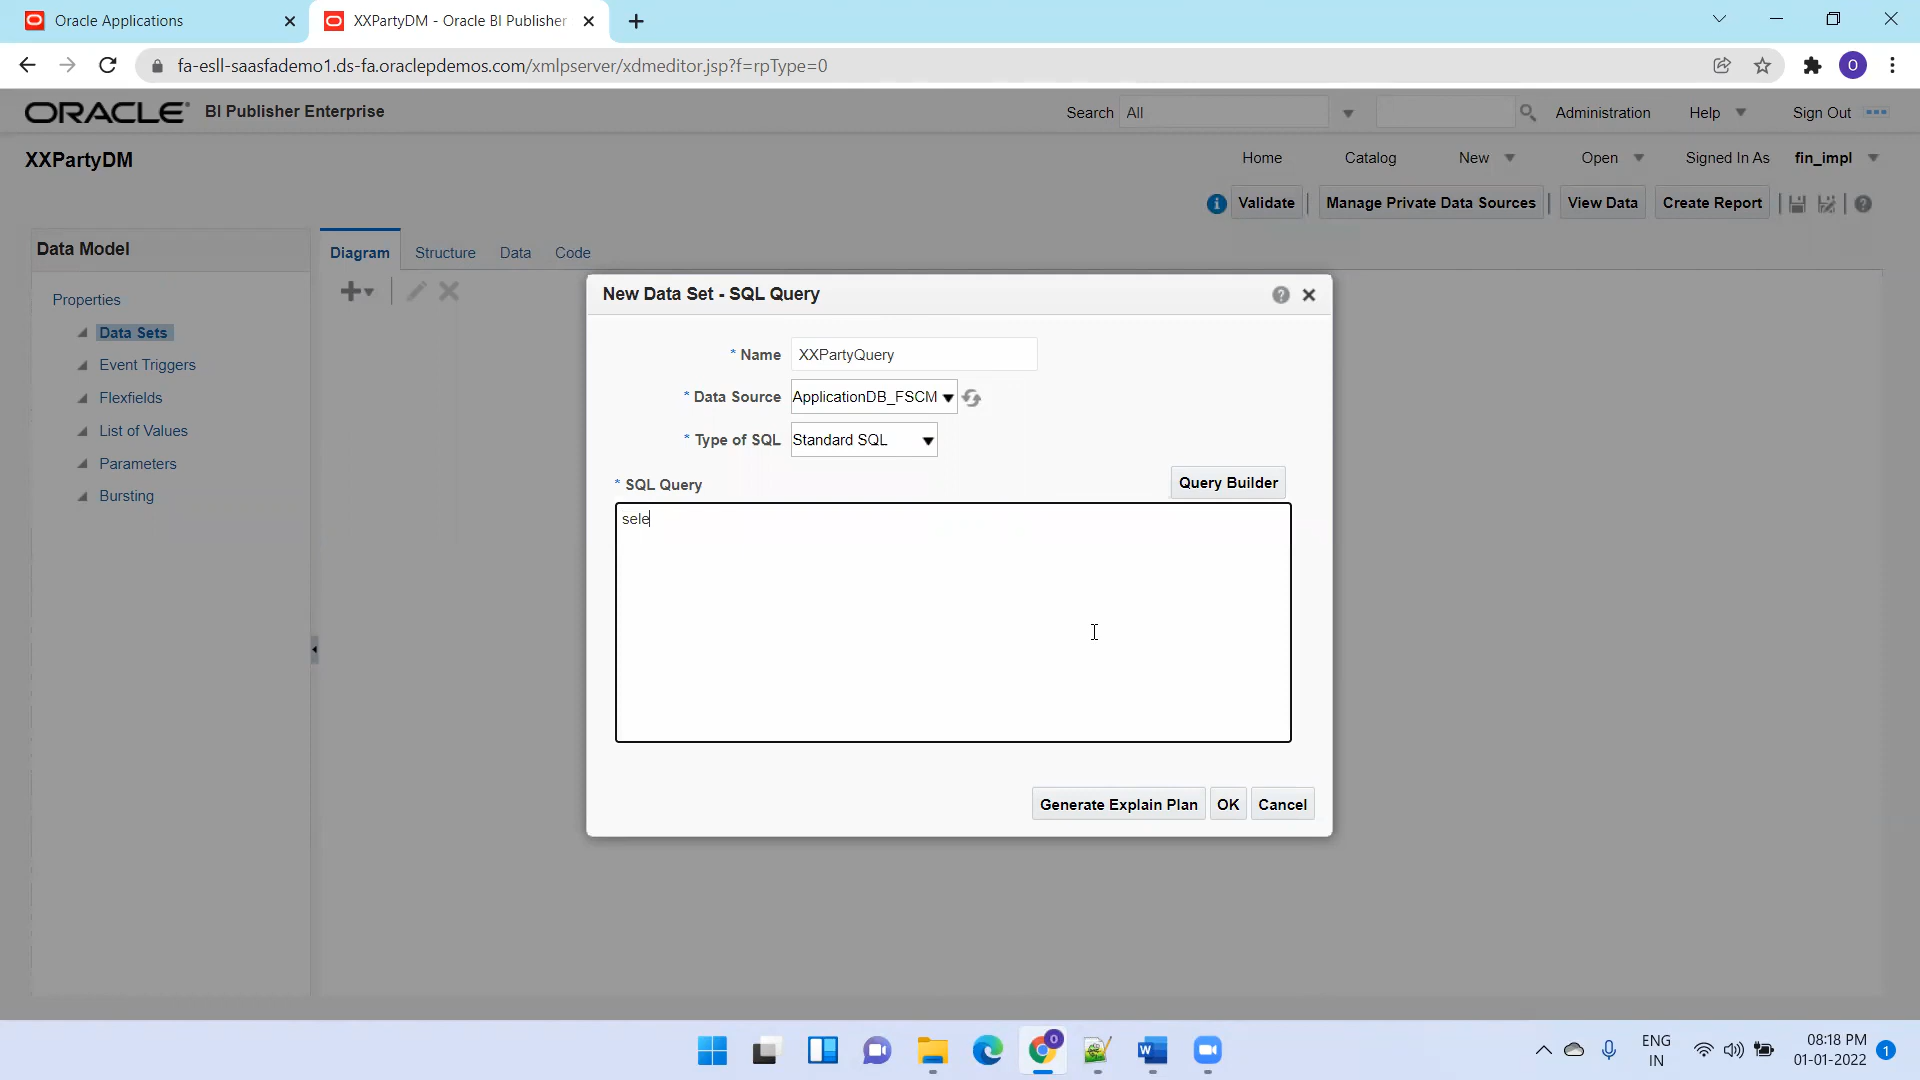 Oracle Applications
XXPartyDM - Oracle BI Publisher
fa-esll-saasfademo1.ds-fa.oraclepdemos.com/xmlpserver/xdmeditor.jsp?f=rpType=0
O
ORACLE BI Publisher Enterprise
Search All
Administration Help Sign Out
XXPartyDM
Home Catalog New Open Signed In As fin_impl
Validate Manage Private Data Sources View Data Create Report
Data Model
Diagram Structure Data Code
Properties
Data Sets
Event Triggers
Flexfields
List of Values
Parameters
Bursting
New Data Set - SQL Query
* Name XXPartyQuery
* Data Source ApplicationDB_FSCM
* Type of SQL Standard SQL
* SQL Query Query Builder
sele
Generate Explain Plan OK Cancel
ENG
IN
08:18 PM
01-01-2022
1